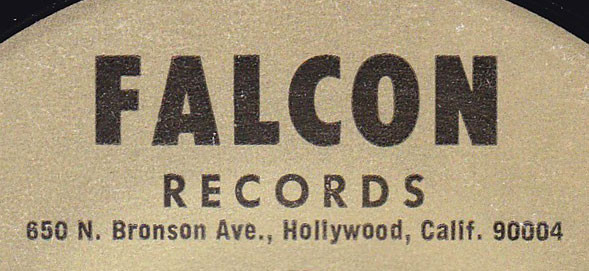 FALCON
RECORDS
650 N. Bronson Ave., Hollywood, Calif. 90004